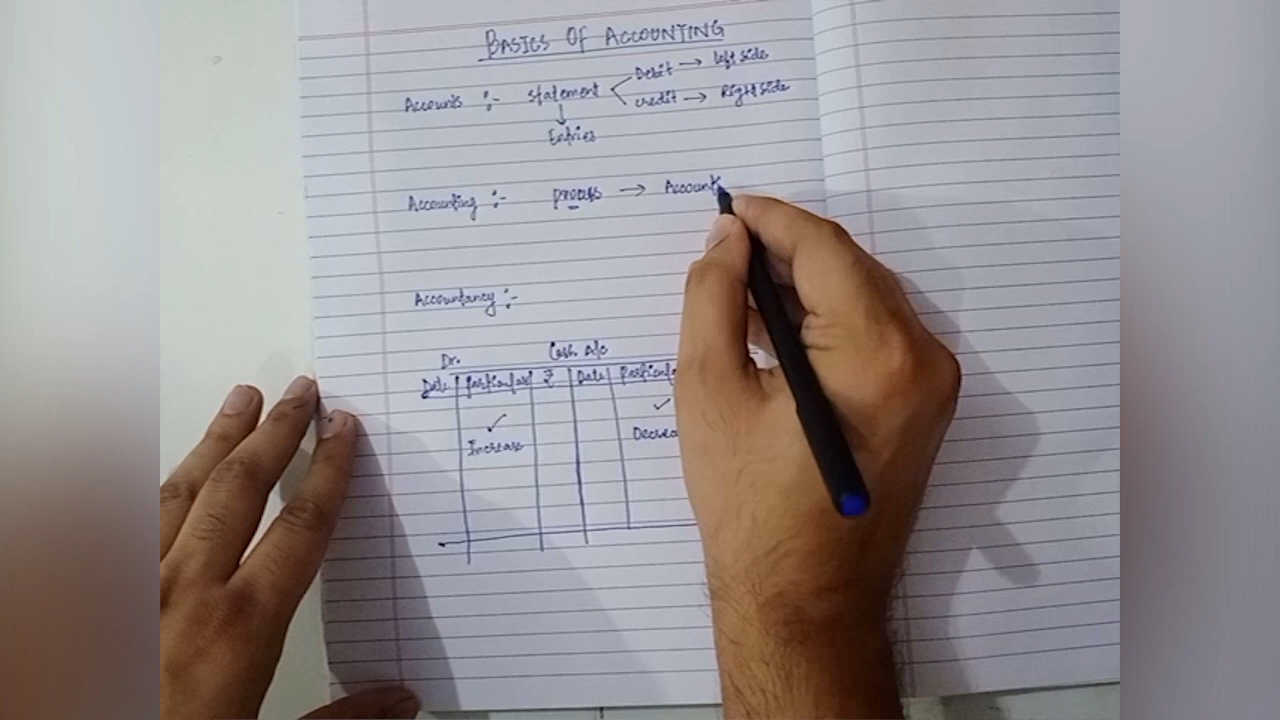 BASICS OF ACCOUNTING
Accounts :- statement Debit → left side
credit → Right side
Entries
Accounting :- process → Account
Accountancy :-
Dr. Cash A/c
Date Particulars ₹ Date
✓ ✓
Increase